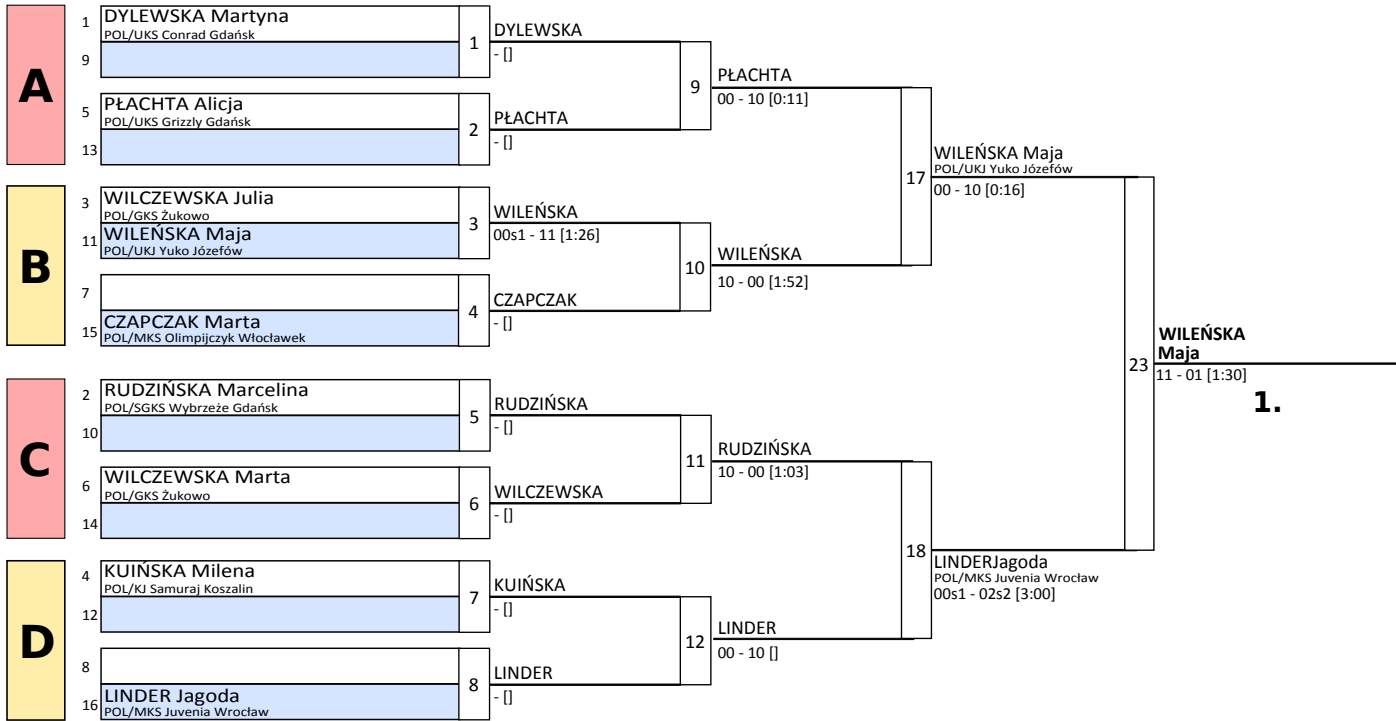 A
1
DYLEWSKA Martyna
POL/UKS Conrad Gdańsk
9
1
DYLEWSKA
- []
5
PŁACHTA Alicja
POL/UKS Grizzly Gdańsk
13
2
PŁACHTA
- []
9
PŁACHTA
00 - 10 [0:11]
B
3
WILCZEWSKA Julia
POL/GKS Żukowo
11
WILEŃSKA Maja
POL/UKJ Yuko Józefów
3
WILEŃSKA
00s1 - 11 [1:26]
7
15
CZAPCZAK Marta
POL/MKS Olimpijczyk Włocławek
4
CZAPCZAK
- []
10
WILEŃSKA
10 - 00 [1:52]
17
WILEŃSKA Maja
POL/UKJ Yuko Józefów
00 - 10 [0:16]
C
2
RUDZIŃSKA Marcelina
POL/SGKS Wybrzeże Gdańsk
10
5
RUDZIŃSKA
- []
6
WILCZEWSKA Marta
POL/GKS Żukowo
14
6
WILCZEWSKA
- []
11
RUDZIŃSKA
10 - 00 [1:03]
D
4
KUIŃSKA Milena
POL/KJ Samuraj Koszalin
12
7
KUIŃSKA
- []
8
16
LINDER Jagoda
POL/MKS Juvenia Wrocław
8
LINDER
- []
12
LINDER
00 - 10 []
18
LINDERJagoda
POL/MKS Juvenia Wrocław
00s1 - 02s2 [3:00]
23
WILEŃSKA
Maja
11 - 01 [1:30]
1.